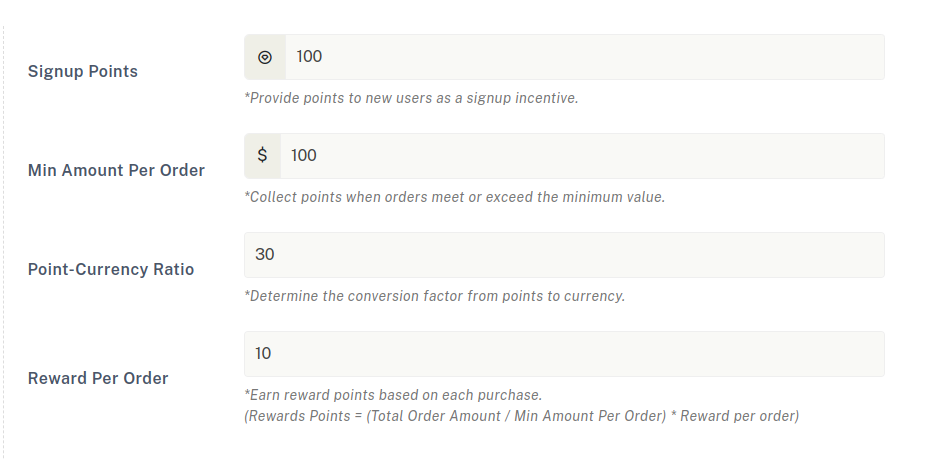 Signup Points
100
*Provide points to new users as a signup incentive.
Min Amount Per Order
$ 100
*Collect points when orders meet or exceed the minimum value.
Point-Currency Ratio
30
*Determine the conversion factor from points to currency.
Reward Per Order
10
*Earn reward points based on each purchase.
(Rewards Points = (Total Order Amount / Min Amount Per Order) * Reward per order)